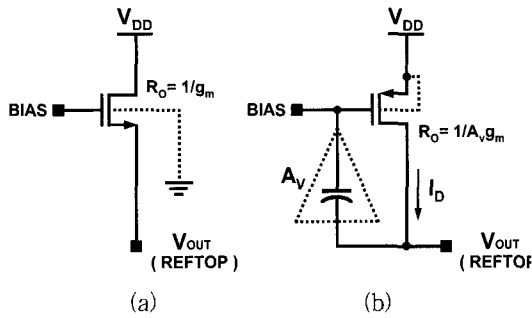 VDD
RO = 1/gm
BIAS
VOUT
( REFTOP )
(a)
VDD
BIAS
RO = 1/AVgm
AV
ID
VOUT
(REFTOP
(b)